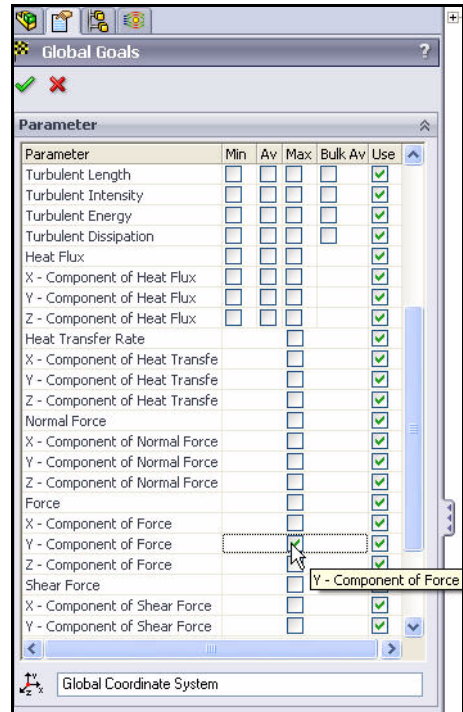 Global Goals ?
Parameter
Parameter Min Av Max Bulk Av Use
Turbulent Length
Turbulent Intensity
Turbulent Energy
Turbulent Dissipation
Heat Flux
X - Component of Heat Flux
Y - Component of Heat Flux
Z - Component of Heat Flux
Heat Transfer Rate
X - Component of Heat Transfe
Y - Component of Heat Transfe
Z - Component of Heat Transfe
Normal Force
X - Component of Normal Force
Y - Component of Normal Force
Z - Component of Normal Force
Force
X - Component of Force
Y - Component of Force
Z - Component of Force
Y - Component of Force
Shear Force
X - Component of Shear Force
Y - Component of Shear Force
Global Coordinate System